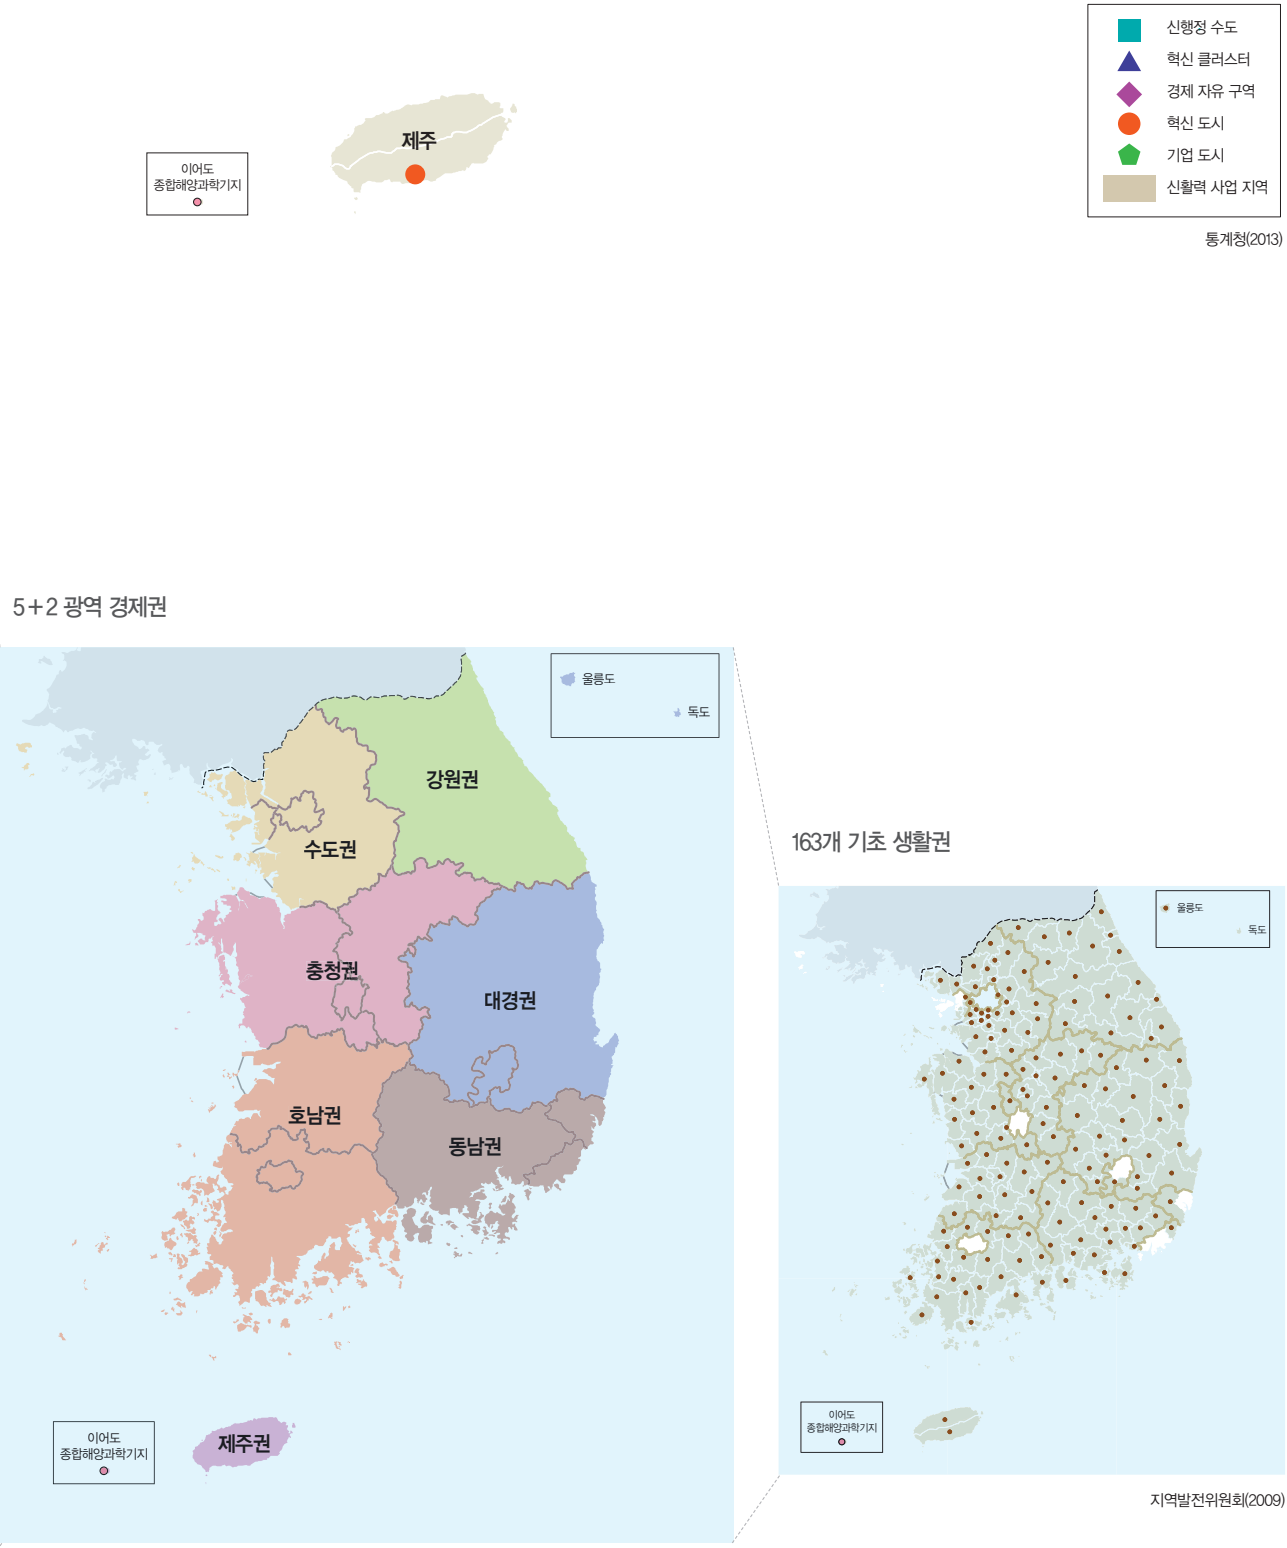 신행정 수도
혁신 클러스터
경제 자유 구역
혁신 도시
기업 도시
신활력 사업 지역
통계청(2013)
제주
이어도
종합해양과학기지
5+2 광역 경제권
울릉도
독도
강원권
수도권
충청권
대경권
호남권
동남권
제주권
이어도
종합해양과학기지
163개 기초 생활권
울릉도
독도
이어도
종합해양과학기지
지역발전위원회(2009)